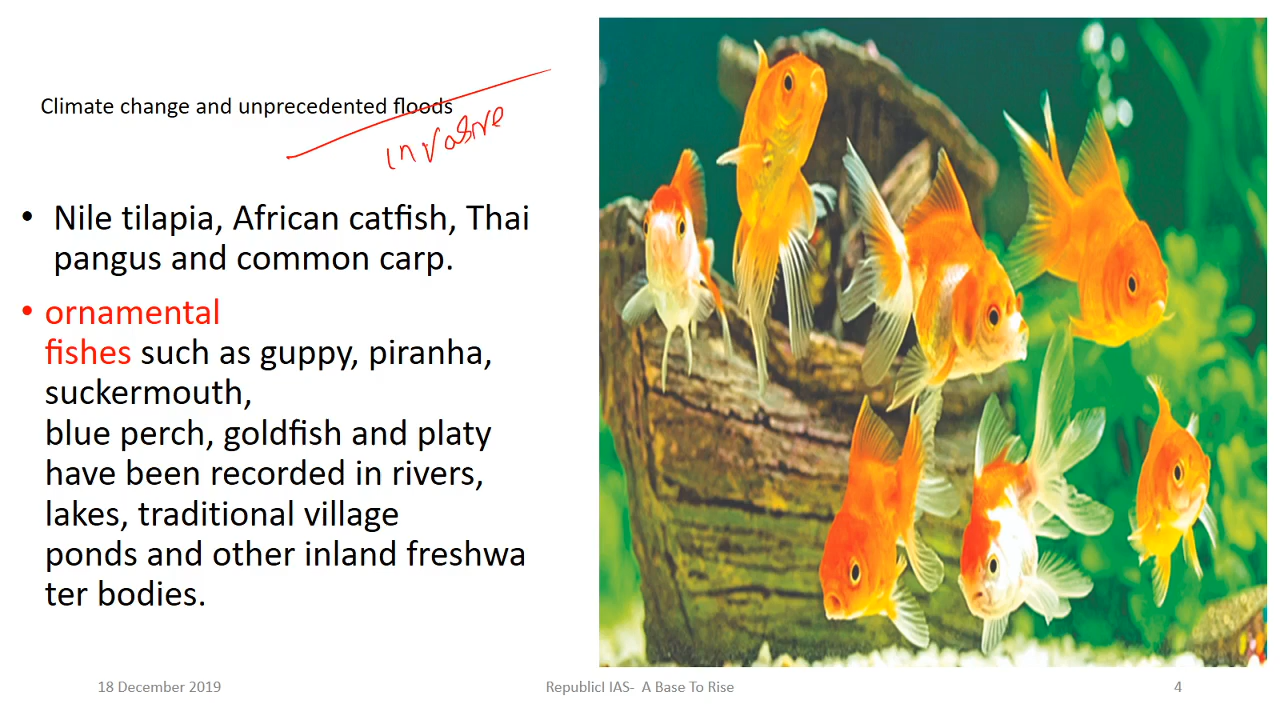 Climate change and unprecedented floods
invasive
• Nile tilapia, African catfish, Thai
pangus and common carp.
• ornamental
fishes such as guppy, piranha,
suckermouth,
blue perch, goldfish and platy
have been recorded in rivers,
lakes, traditional village
ponds and other inland freshwa
ter bodies.
18 December 2019
RepublicI IAS- A Base To Rise
4